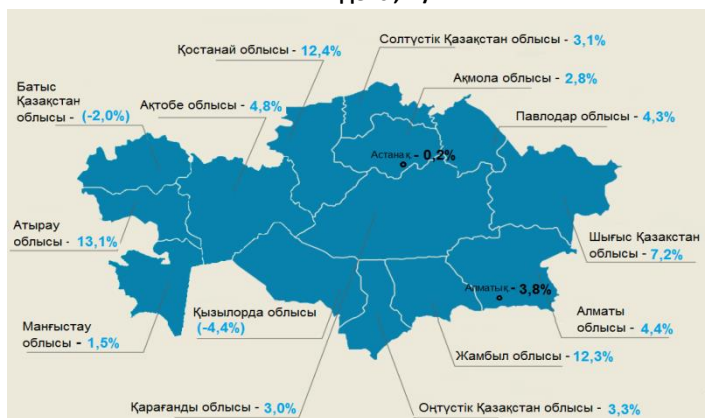 Солтүстік Қазақстан облысы - 3,1%
Қостанай облысы - 12,4%
Ақмола облысы - 2,8%
Батыс
Қазақстан
облысы -
(-2,0%)
Ақтобе облысы - 4,8%
Павлодар облысы - 4,3%
Астана қ. - 0,2%
Атырау
облысы - 13,1%
Шығыс Қазакстан
облысы - 7,2%
Алматы қ. - 3,8%
Қызылорда облысы
(-4,4%)
Манғыстау
облысы - 1,5%
Алматы
облысы - 4,4%
Жамбыл облысы - 12,3%
Қарағанды облысы - 3,0%
Оңтүстік Қазақстан облысы - 3,3%